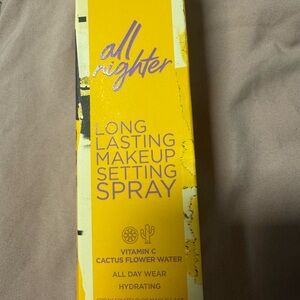 all
nighter
LONG
LASTING
MAKEUP
SETTING
SPRAY
VITAMIN C
CACTUS FLOWER WATER
ALL DAY WEAR
HYDRATING